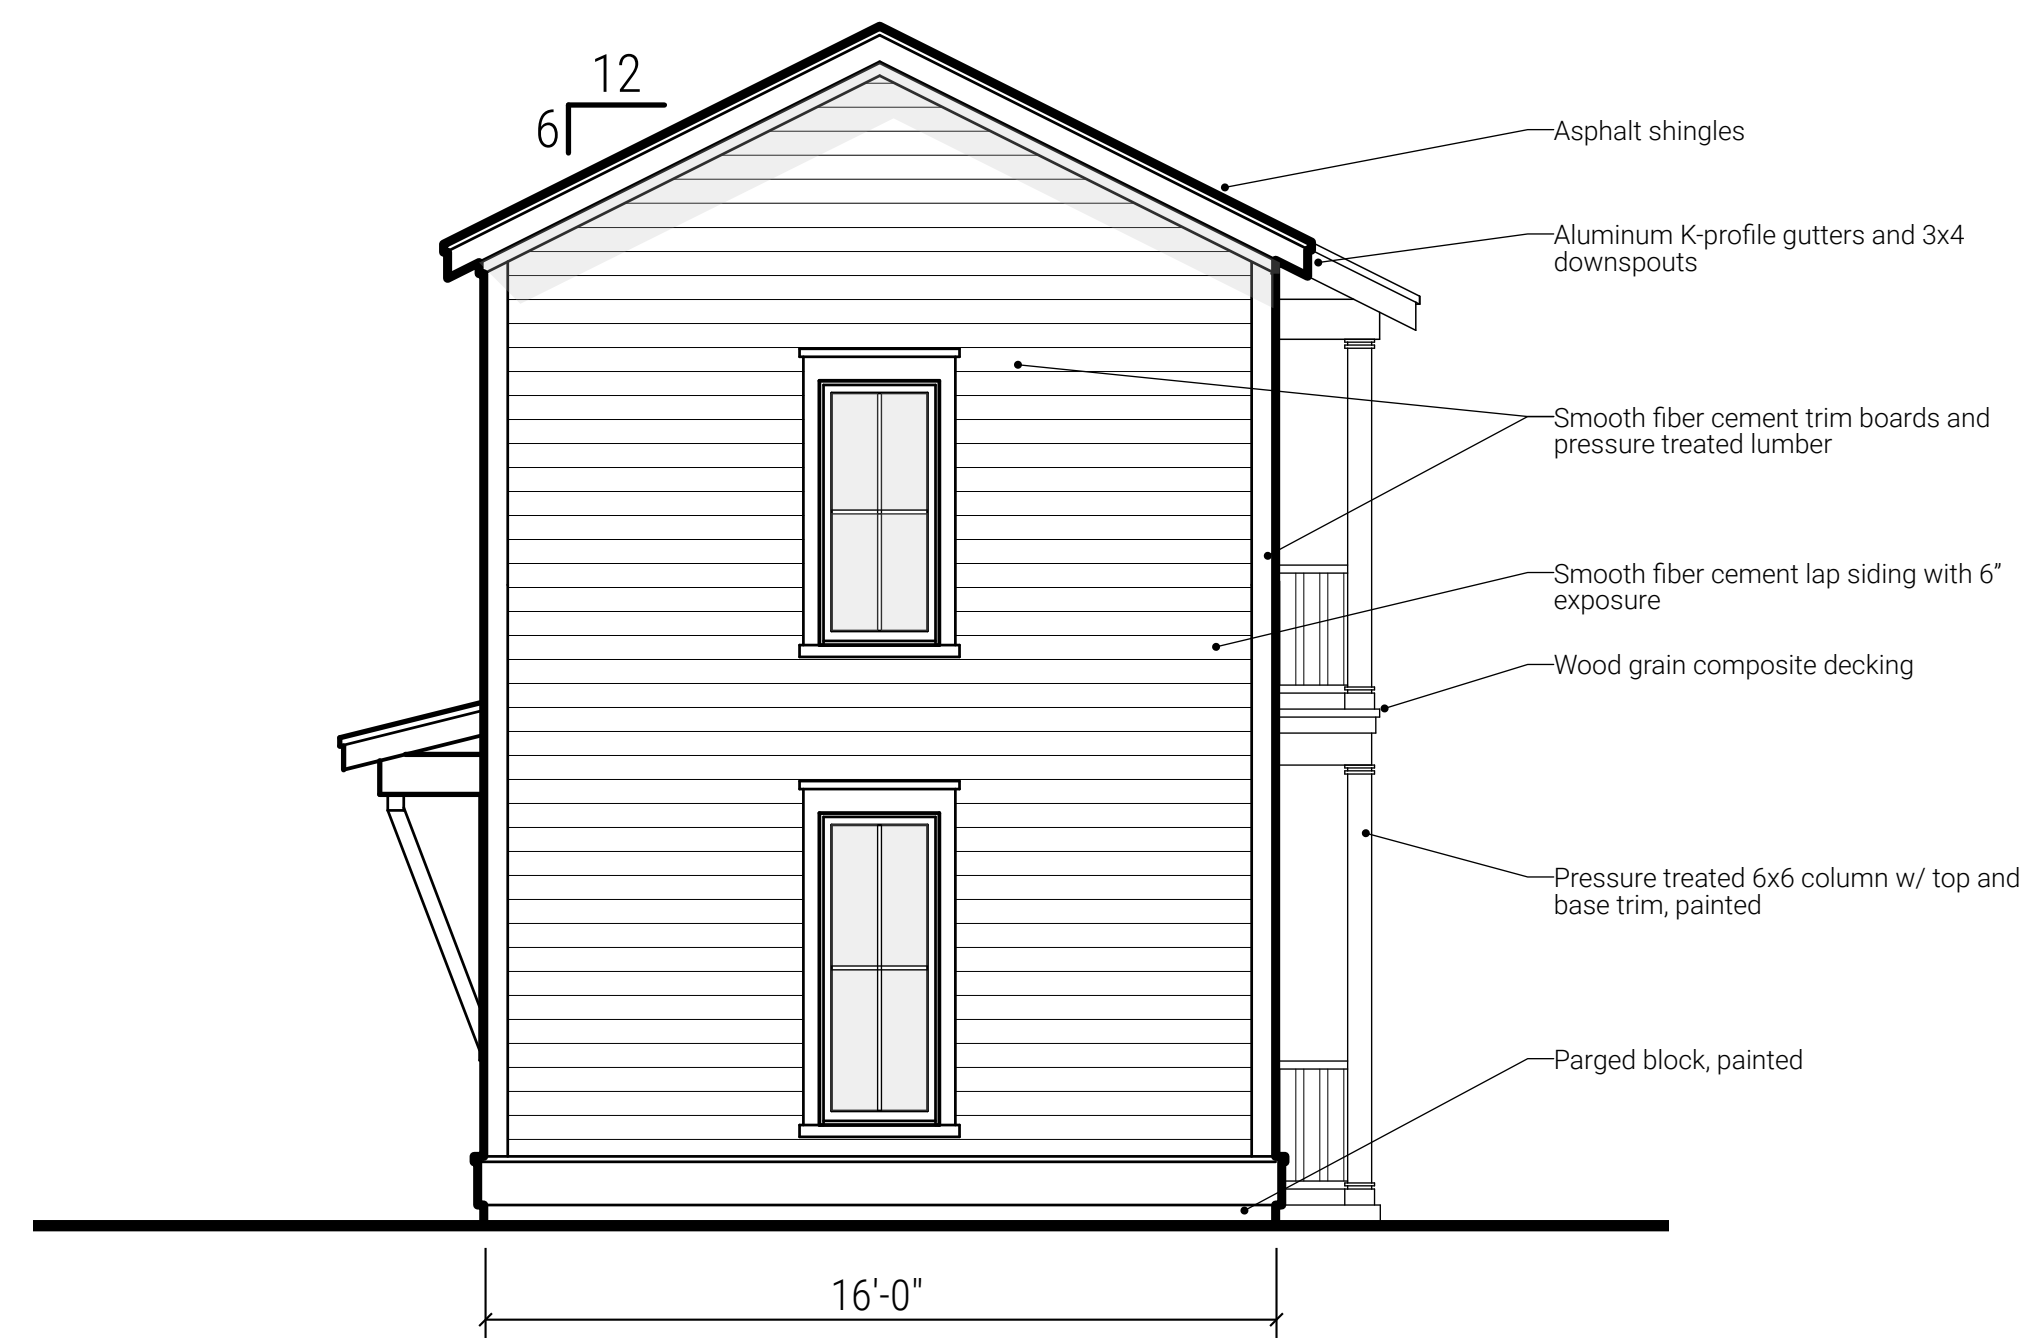 12
6
Asphalt shingles
Aluminum K-profile gutters and 3x4
downspouts
Smooth fiber cement trim boards and
pressure treated lumber
Smooth fiber cement lap siding with 6”
exposure
Wood grain composite decking
Pressure treated 6x6 column w/ top and
base trim, painted
Parged block, painted
16'-0"